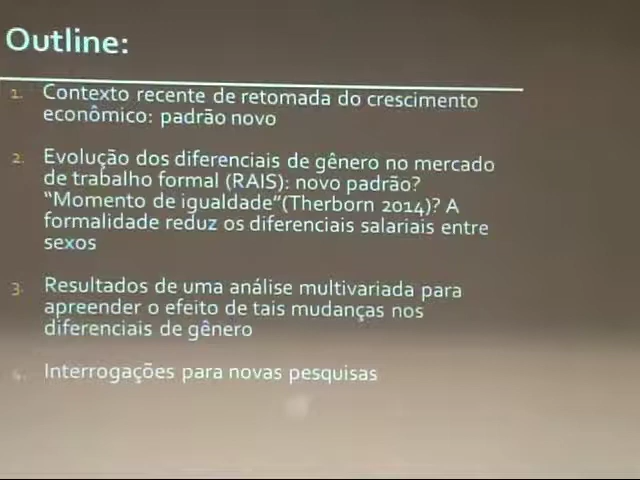 Outline:
1. Contexto recente de retomada do crescimento
econômico: padrão novo
2. Evolução dos diferenciais de gênero no mercado
de trabalho formal (RAIS): novo padrão?
“Momento de igualdade”(Therborn 2014)? A
formalidade reduz os diferenciais salariais entre
sexos
3. Resultados de uma análise multivariada para
apreender o efeito de tais mudanças nos
diferenciais de gênero
4. Interrogações para novas pesquisas